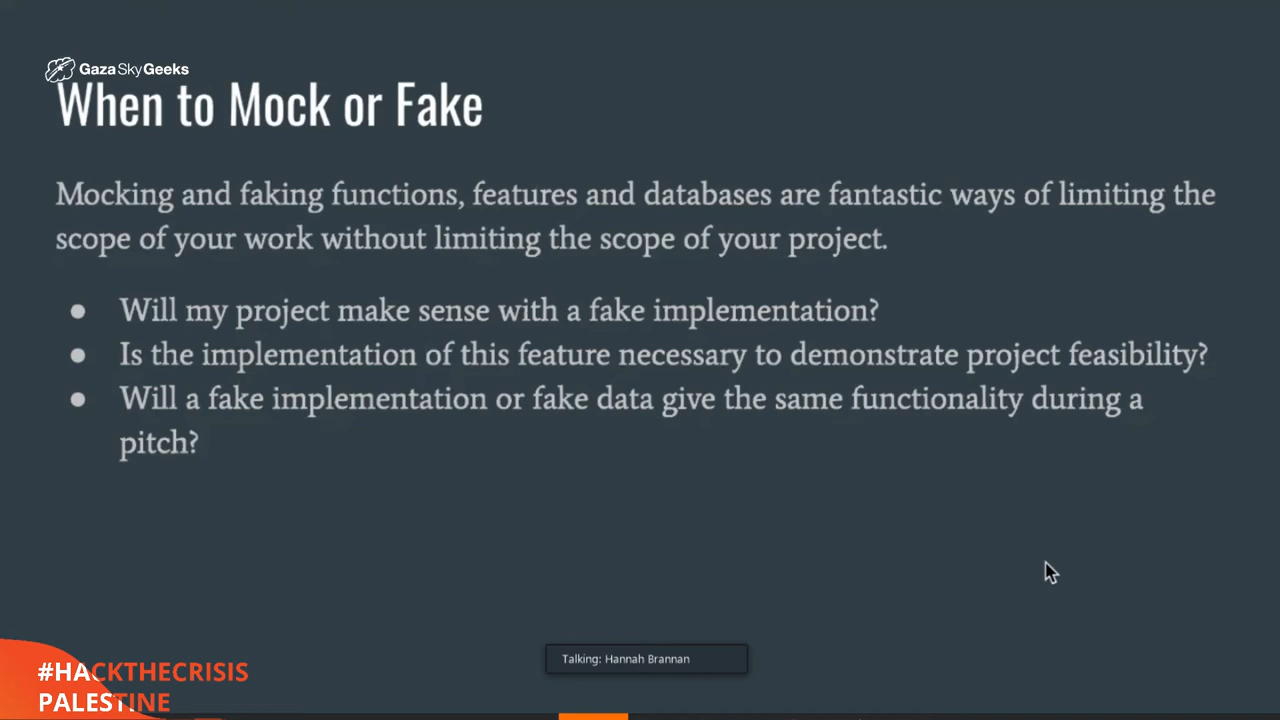 Gaza Sky Geeks
When to Mock or Fake
Mocking and faking functions, features and databases are fantastic ways of limiting the
scope of your work without limiting the scope of your project.
● Will my project make sense with a fake implementation?
● Is the implementation of this feature necessary to demonstrate project feasibility?
● Will a fake implementation or fake data give the same functionality during a
pitch?
Talking: Hannah Brannan
#HACKTHECRISIS
PALESTINE